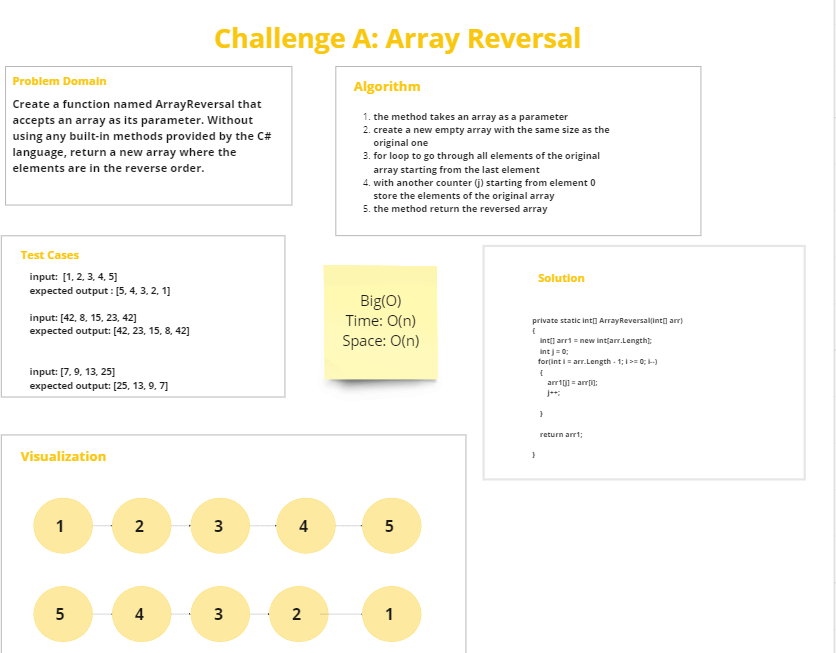 Challenge A: Array Reversal
Problem Domain
Create a function named ArrayReversal that
accepts an array as its parameter. Without
using any built-in methods provided by the C#
language, return a new array where the
elements are in the reverse order.
Algorithm
1. the method takes an array as a parameter
2. create a new empty array with the same size as the
original one
3. for loop to go through all elements of the original
array starting from the last element
4. with another counter (j) starting from element 0
store the elements of the original array
5. the method return the reversed array
Test Cases
input: [1, 2, 3, 4, 5]
expected output : [5, 4, 3, 2, 1]
input: [42, 8, 15, 23, 42]
expected output: [42, 23, 15, 8, 42]
input: [7, 9, 13, 25]
expected output: [25, 13, 9, 7]
Big(O)
Time: O(n)
Space: O(n)
Solution
private static int[] ArrayReversal(int[] arr)
{
int[] arr1 = new int[arr.Length];
int j = 0;
for(int i = arr.Length - 1; i >= 0; i--)
{
arr1[j] = arr[i];
j++;
}
return arr1;
}
Visualization
1 2 3 4 5
5 4 3 2 1